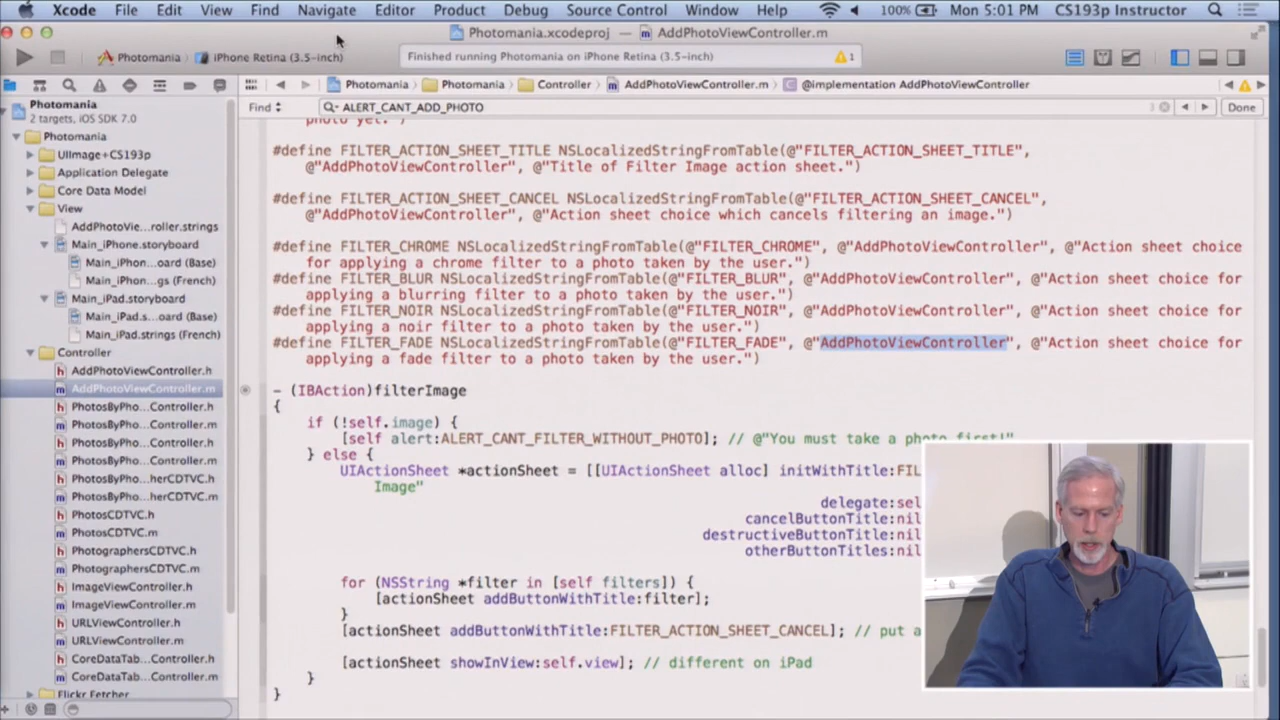 Xcode File Edit View Find Navigate Editor Product Debug Source Control Window Help 100% Mon 5:01 PM CS193p Instructor
Photomania.xcodeproj — AddPhotoViewController.m
Photomania iPhone Retina (3.5-inch) Finished running Photomania on iPhone Retina (3.5-inch) 1
Photomania Photomania Controller AddPhotoViewController.m @implementation AddPhotoViewController
Find ALERT_CANT_ADD_PHOTO Done
Photomania
2 targets, iOS SDK 7.0
Photomania
UIImage+CS193p
Application Delegate
Core Data Model
View
AddPhotoVie...roller.strings
Main_iPhone.storyboard
Main_iPhon...oard (Base)
Main_iPhon...gs (French)
Main_iPad.storyboard
Main_iPad.s...oard (Base)
Main_iPad.strings (French)
Controller
AddPhotoViewController.h
AddPhotoViewController.m
PhotosByPho...Controller.h
PhotosByPho...Controller.m
PhotosByPho...Controller.h
PhotosByPho...Controller.m
PhotosByPho...herCDTVC.h
PhotosByPho...herCDTVC.m
PhotosCDTVC.h
PhotosCDTVC.m
PhotographersCDTVC.h
PhotographersCDTVC.m
ImageViewController.h
ImageViewController.m
URLViewController.h
URLViewController.m
CoreDataTab...Controller.h
CoreDataTab...Controller.m
Flickr Fetcher
photo yet.")
#define FILTER_ACTION_SHEET_TITLE NSLocalizedStringFromTable(@"FILTER_ACTION_SHEET_TITLE",
@"AddPhotoViewController", @"Title of Filter Image action sheet.")
#define FILTER_ACTION_SHEET_CANCEL NSLocalizedStringFromTable(@"FILTER_ACTION_SHEET_CANCEL",
@"AddPhotoViewController", @"Action sheet choice which cancels filtering an image.")
#define FILTER_CHROME NSLocalizedStringFromTable(@"FILTER_CHROME", @"AddPhotoViewController", @"Action sheet choice
for applying a chrome filter to a photo taken by the user.")
#define FILTER_BLUR NSLocalizedStringFromTable(@"FILTER_BLUR", @"AddPhotoViewController", @"Action sheet choice for
applying a blurring filter to a photo taken by the user.")
#define FILTER_NOIR NSLocalizedStringFromTable(@"FILTER_NOIR", @"AddPhotoViewController", @"Action sheet choice for
applying a noir filter to a photo taken by the user.")
#define FILTER_FADE NSLocalizedStringFromTable(@"FILTER_FADE", @"AddPhotoViewController", @"Action sheet choice for
applying a fade filter to a photo taken by the user.")
- (IBAction)filterImage
{
if (!self.image) {
[self alert:ALERT_CANT_FILTER_WITHOUT_PHOTO]; // @"You must take a photo first!"
} else {
UIActionSheet *actionSheet = [[UIActionSheet alloc] initWithTitle:FIL
Image"
delegate:sel
cancelButtonTitle:nil
destructiveButtonTitle:nil
otherButtonTitles:nil
for (NSString *filter in [self filters]) {
[actionSheet addButtonWithTitle:filter];
}
[actionSheet addButtonWithTitle:FILTER_ACTION_SHEET_CANCEL]; // put a
[actionSheet showInView:self.view]; // different on iPad
}
}